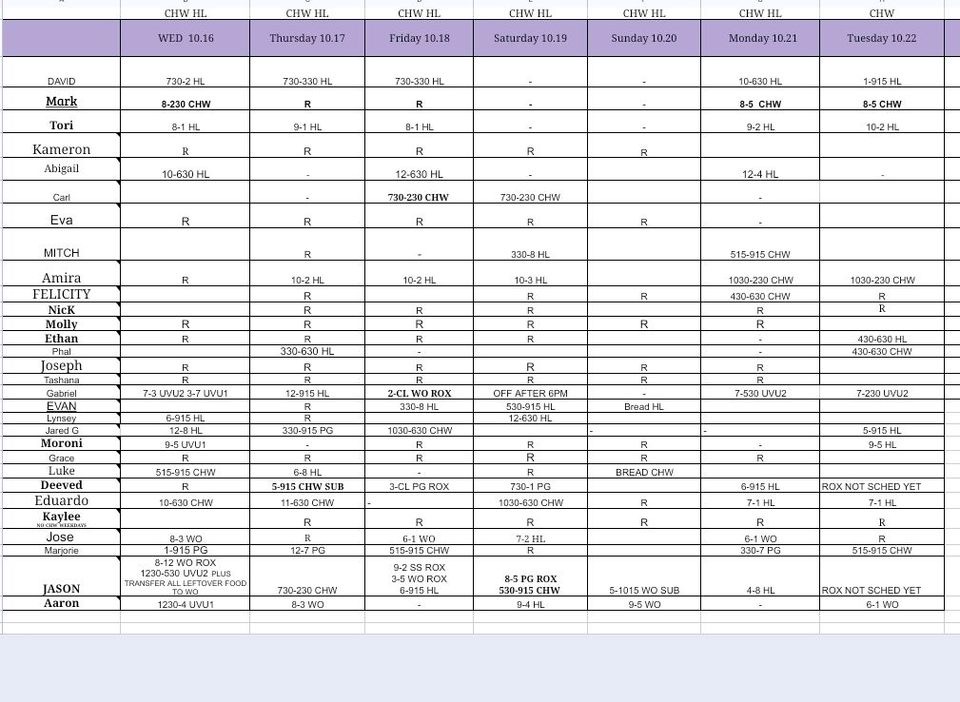 CHW HL CHW HL CHW HL CHW HL CHW HL CHW HL CHW
WED 10.16 Thursday 10.17 Friday 10.18 Saturday 10.19 Sunday 10.20 Monday 10.21 Tuesday 10.22
DAVID 730-2 HL 730-330 HL 730-330 HL - - 10-630 HL 1-915 HL
Mark 8-230 CHW R R - - 8-5 CHW 8-5 CHW
Tori 8-1 HL 9-1 HL 8-1 HL - - 9-2 HL 10-2 HL
Kameron R R R R R
Abigail 10-630 HL - 12-630 HL - 12-4 HL -
Carl - 730-230 CHW 730-230 CHW -
Eva R R R R R -
MITCH R - 330-8 HL 515-915 CHW
Amira R 10-2 HL 10-2 HL 10-3 HL 1030-230 CHW 1030-230 CHW
FELICITY R R R 430-630 CHW R
NicK R R R R R
Molly R R R R R R
Ethan R R R R - 430-630 HL
Phal 330-630 HL - - 430-630 CHW
Joseph R R R R R R
Tashana R R R R R R
Gabriel 7-3 UVU2 3-7 UVU1 12-915 HL 2-CL WO ROX OFF AFTER 6PM - 7-530 UVU2 7-230 UVU2
EVAN R 330-8 HL 530-915 HL Bread HL
Lynsey 6-915 HL R 12-630 HL
Jared G 12-8 HL 330-915 PG 1030-630 CHW - - 5-915 HL
Moroni 9-5 UVU1 - R R R - 9-5 HL
Grace R R R R R R
Luke 515-915 CHW 6-8 HL - R BREAD CHW
Deeved R 5-915 CHW SUB 3-CL PG ROX 730-1 PG 6-915 HL ROX NOT SCHED YET
Eduardo 10-630 CHW 11-630 CHW - 1030-630 CHW R 7-1 HL 7-1 HL
Kaylee R R R R R R
NO CHW WEEKDAYS
Jose 8-3 WO R 6-1 WO 7-2 HL 6-1 WO R
Marjorie 1-915 PG 12-7 PG 515-915 CHW R 330-7 PG 515-915 CHW
8-12 WO ROX 9-2 SS ROX
1230-530 UVU2 PLUS 3-5 WO ROX 8-5 PG ROX
TRANSFER ALL LEFTOVER FOOD
JASON TO WO 730-230 CHW 6-915 HL 530-915 CHW 5-1015 WO SUB 4-8 HL ROX NOT SCHED YET
Aaron 1230-4 UVU1 8-3 WO - 9-4 HL 9-5 WO - 6-1 WO